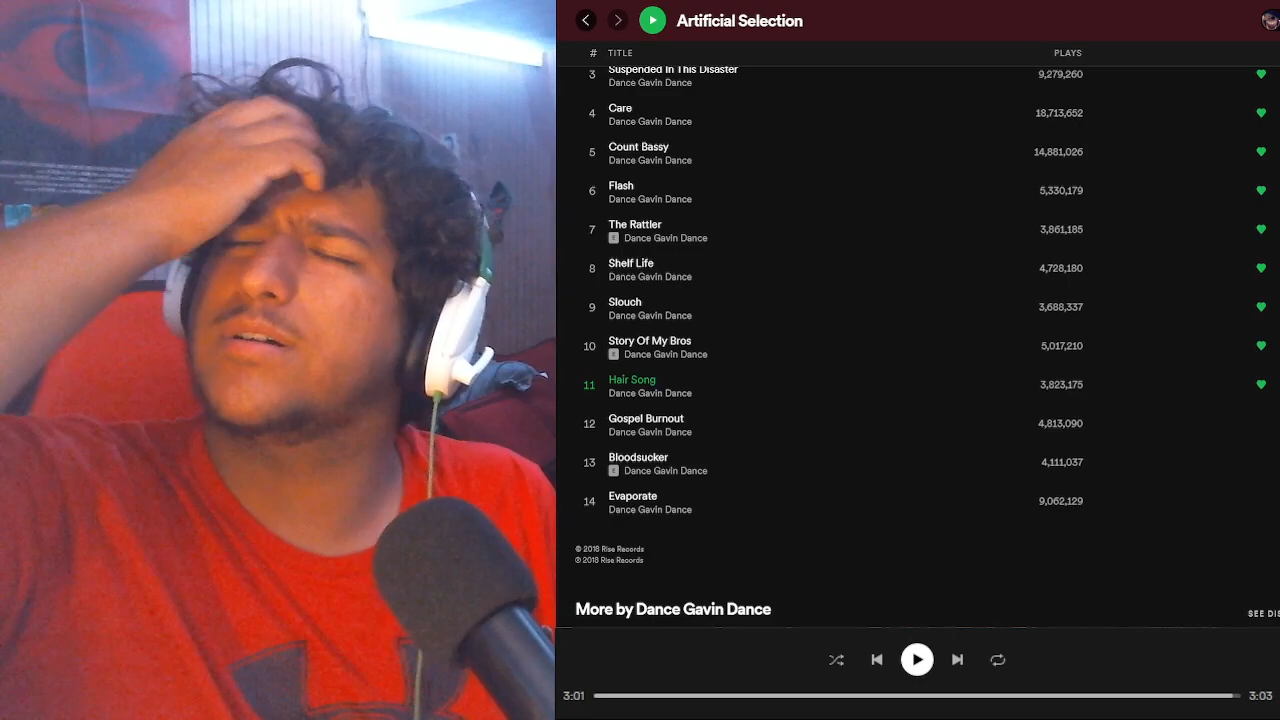 Artificial Selection
# TITLE PLAYS
3 Suspended In This Disaster 9,279,260
Dance Gavin Dance
4 Care 18,713,652
Dance Gavin Dance
5 Count Bassy 14,881,026
Dance Gavin Dance
6 Flash 5,330,179
Dance Gavin Dance
7 The Rattler 3,861,185
E Dance Gavin Dance
8 Shelf Life 4,728,180
Dance Gavin Dance
9 Slouch 3,688,337
Dance Gavin Dance
10 Story Of My Bros 5,017,210
E Dance Gavin Dance
11 Hair Song 3,823,175
Dance Gavin Dance
12 Gospel Burnout 4,813,090
Dance Gavin Dance
13 Bloodsucker 4,111,037
E Dance Gavin Dance
14 Evaporate 9,062,129
Dance Gavin Dance
© 2018 Rise Records
℗ 2018 Rise Records
More by Dance Gavin Dance
SEE DIS
3:01 3:03